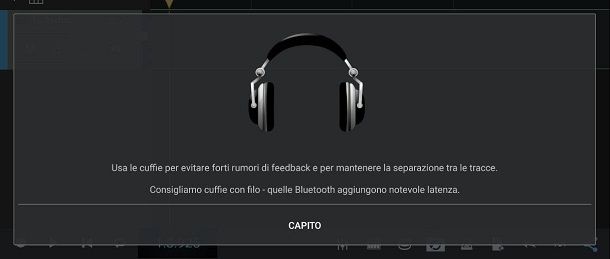 Usa le cuffie per evitare forti rumori di feedback e per mantenere la separazione tra le tracce.
Consigliamo cuffie con filo - quelle Bluetooth aggiungono notevole latenza.
CAPITO